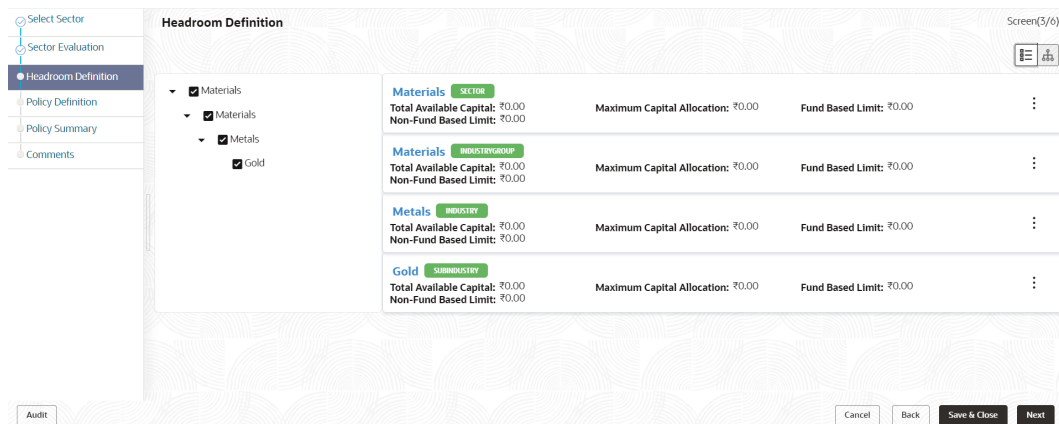 Select Sector
Sector Evaluation
Headroom Definition
Policy Definition
Policy Summary
Comments
Headroom Definition
Screen(3/6)
Materials
Materials
Metals
Gold
Materials SECTOR
Total Available Capital: ₹0.00 Maximum Capital Allocation: ₹0.00 Fund Based Limit: ₹0.00
Non-Fund Based Limit: ₹0.00
Materials INDUSTRYGROUP
Total Available Capital: ₹0.00 Maximum Capital Allocation: ₹0.00 Fund Based Limit: ₹0.00
Non-Fund Based Limit: ₹0.00
Metals INDUSTRY
Total Available Capital: ₹0.00 Maximum Capital Allocation: ₹0.00 Fund Based Limit: ₹0.00
Non-Fund Based Limit: ₹0.00
Gold SUBINDUSTRY
Total Available Capital: ₹0.00 Maximum Capital Allocation: ₹0.00 Fund Based Limit: ₹0.00
Non-Fund Based Limit: ₹0.00
Audit Cancel Back Save & Close Next